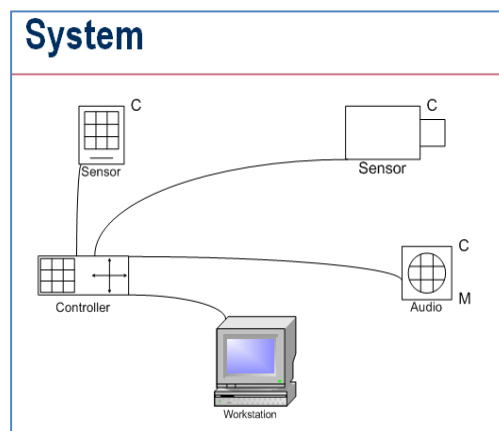 System
C
Sensor
C
Sensor
Controller
C
Audio
M
Workstation